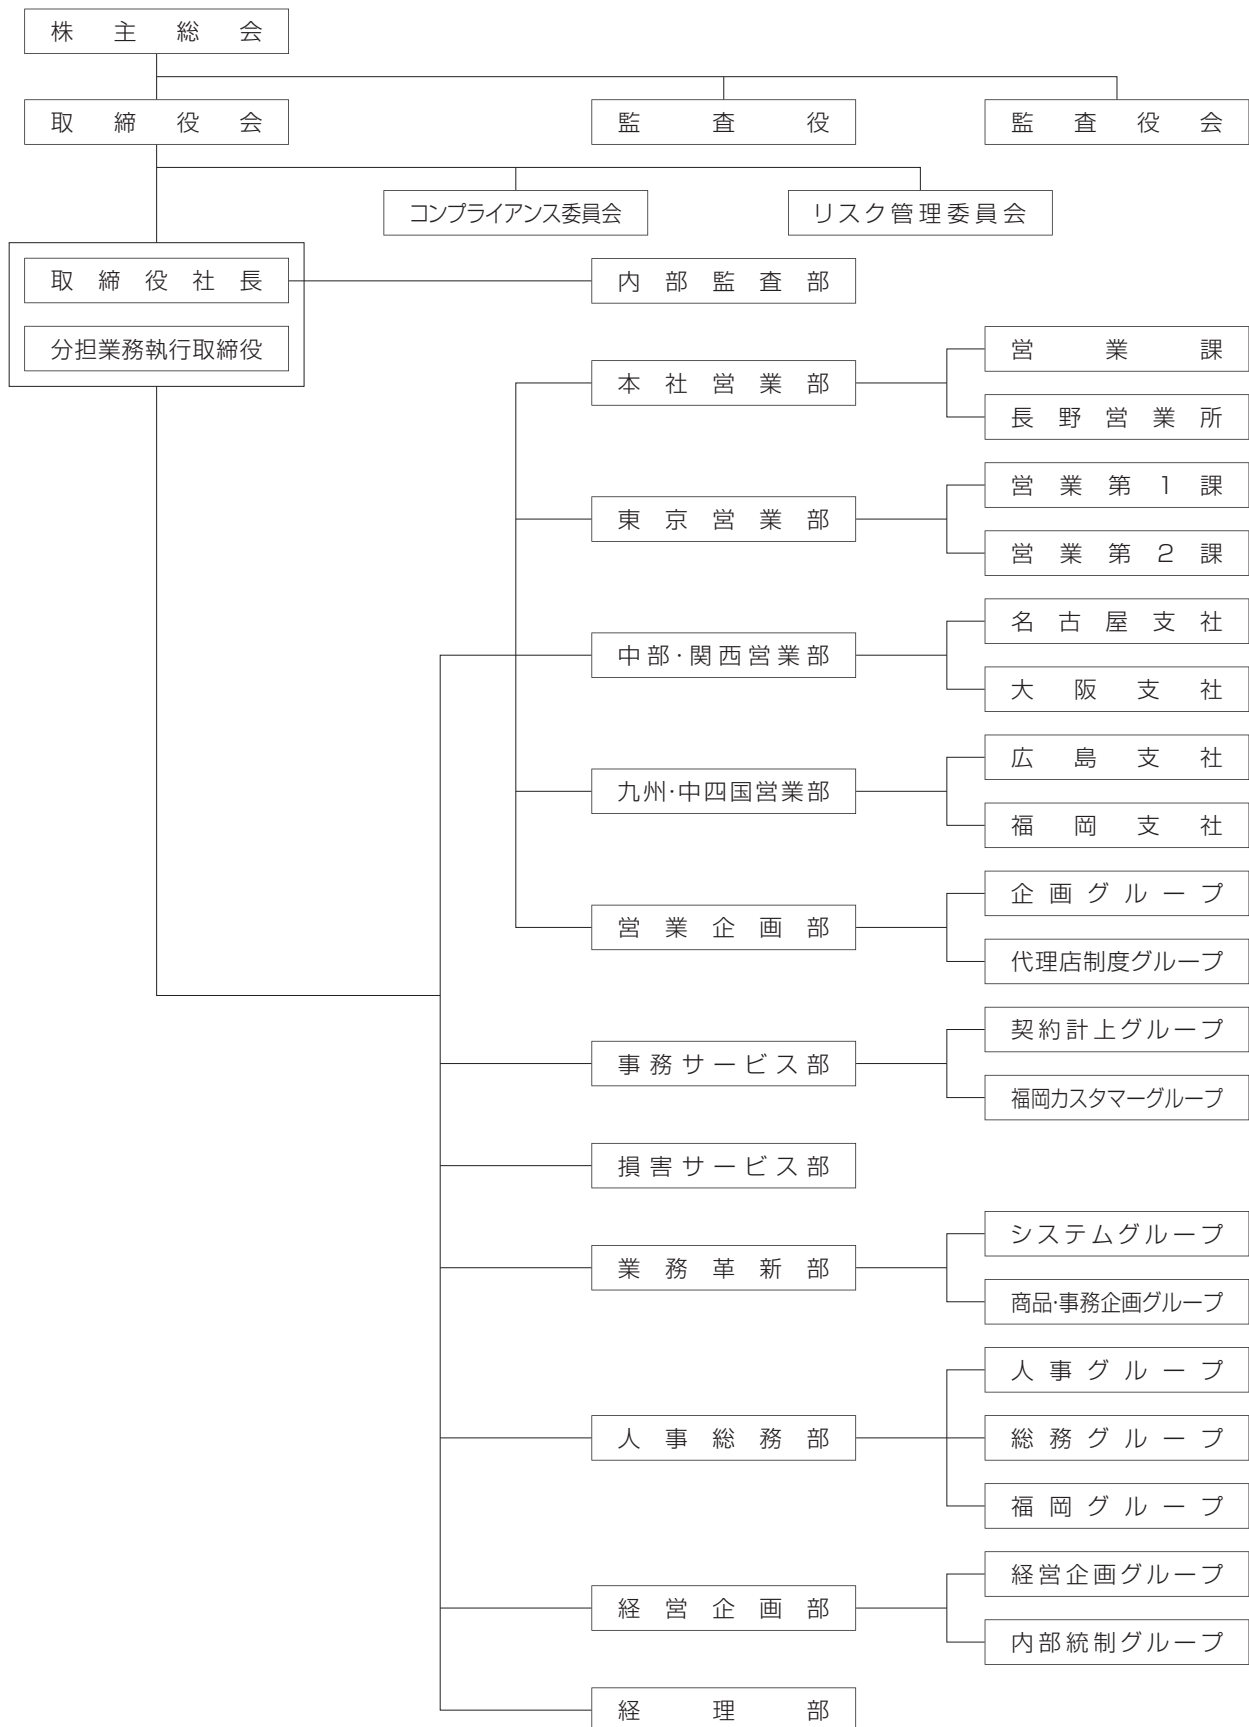 株主総会
取締役会
監査役
監査役会
コンプライアンス委員会
リスク管理委員会
取締役社長
内部監査部
分担業務執行取締役
本社営業部
営業課
長野営業所
東京営業部
営業第1課
営業第2課
中部・関西営業部
名古屋支社
大阪支社
九州・中四国営業部
広島支社
福岡支社
営業企画部
企画グループ
代理店制度グループ
事務サービス部
契約計上グループ
福岡カスタマーグループ
損害サービス部
業務革新部
システムグループ
商品・事務企画グループ
人事総務部
人事グループ
総務グループ
福岡グループ
経営企画部
経営企画グループ
内部統制グループ
経理部